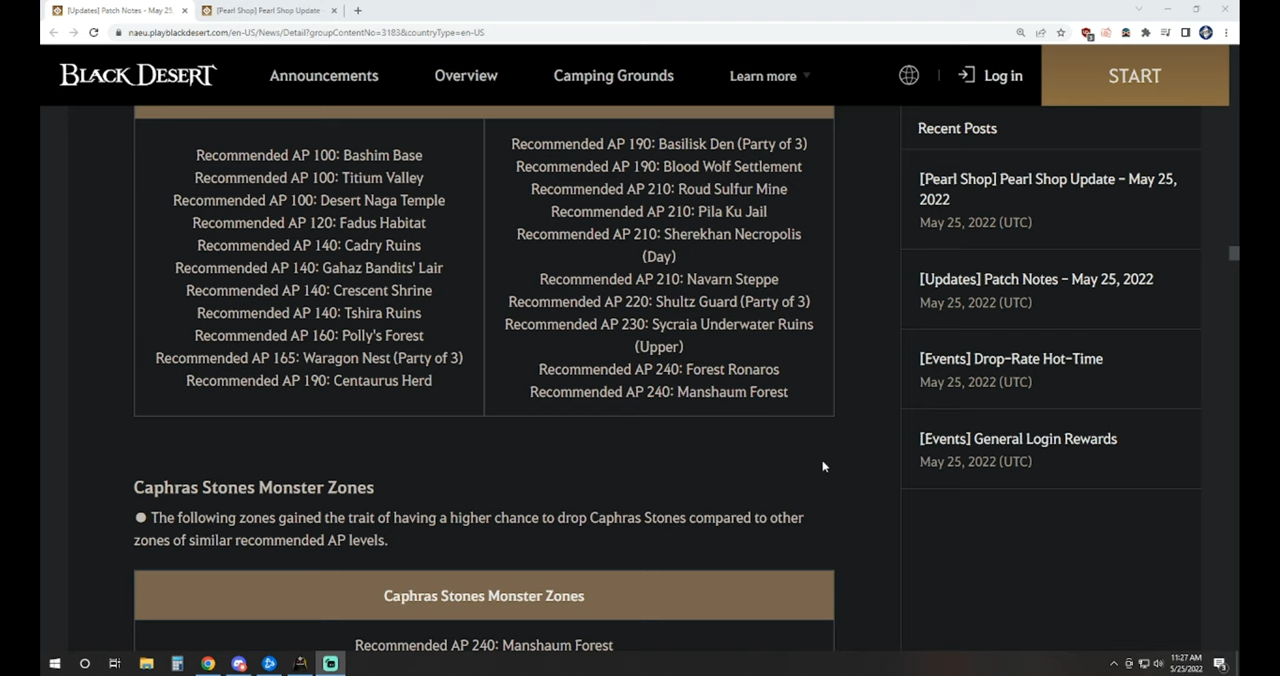 [Updates] Patch Notes - May 25,
[Pearl Shop] Pearl Shop Update -
naeu.playblackdesert.com/en-US/News/Detail?groupContentNo=3183&countryType=en-US
BLACK DESERT
Announcements
Overview
Camping Grounds
Learn more
Log in
START
Recommended AP 100: Bashim Base
Recommended AP 100: Titium Valley
Recommended AP 100: Desert Naga Temple
Recommended AP 120: Fadus Habitat
Recommended AP 140: Cadry Ruins
Recommended AP 140: Gahaz Bandits' Lair
Recommended AP 140: Crescent Shrine
Recommended AP 140: Tshira Ruins
Recommended AP 160: Polly's Forest
Recommended AP 165: Waragon Nest (Party of 3)
Recommended AP 190: Centaurus Herd
Recommended AP 190: Basilisk Den (Party of 3)
Recommended AP 190: Blood Wolf Settlement
Recommended AP 210: Roud Sulfur Mine
Recommended AP 210: Pila Ku Jail
Recommended AP 210: Sherekhan Necropolis
(Day)
Recommended AP 210: Navarn Steppe
Recommended AP 220: Shultz Guard (Party of 3)
Recommended AP 230: Sycraia Underwater Ruins
(Upper)
Recommended AP 240: Forest Ronaros
Recommended AP 240: Manshaum Forest
Caphras Stones Monster Zones
● The following zones gained the trait of having a higher chance to drop Caphras Stones compared to other
zones of similar recommended AP levels.
Caphras Stones Monster Zones
Recommended AP 240: Manshaum Forest
Recent Posts
[Pearl Shop] Pearl Shop Update – May 25,
2022
May 25, 2022 (UTC)
[Updates] Patch Notes – May 25, 2022
May 25, 2022 (UTC)
[Events] Drop-Rate Hot-Time
May 25, 2022 (UTC)
[Events] General Login Rewards
May 25, 2022 (UTC)
11:27 AM
5/25/2022